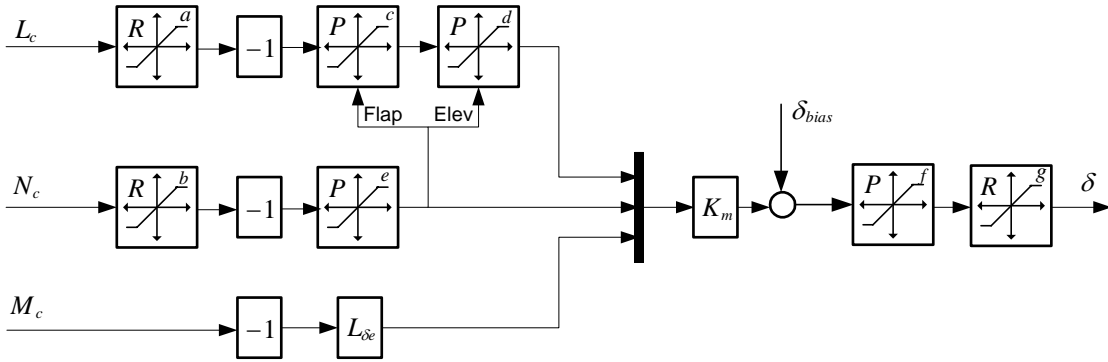 L_c R a −1 P c P d
Flap Elev
δ_bias
N_c R b −1 P e K_m P f R g δ
M_c −1 L_δe